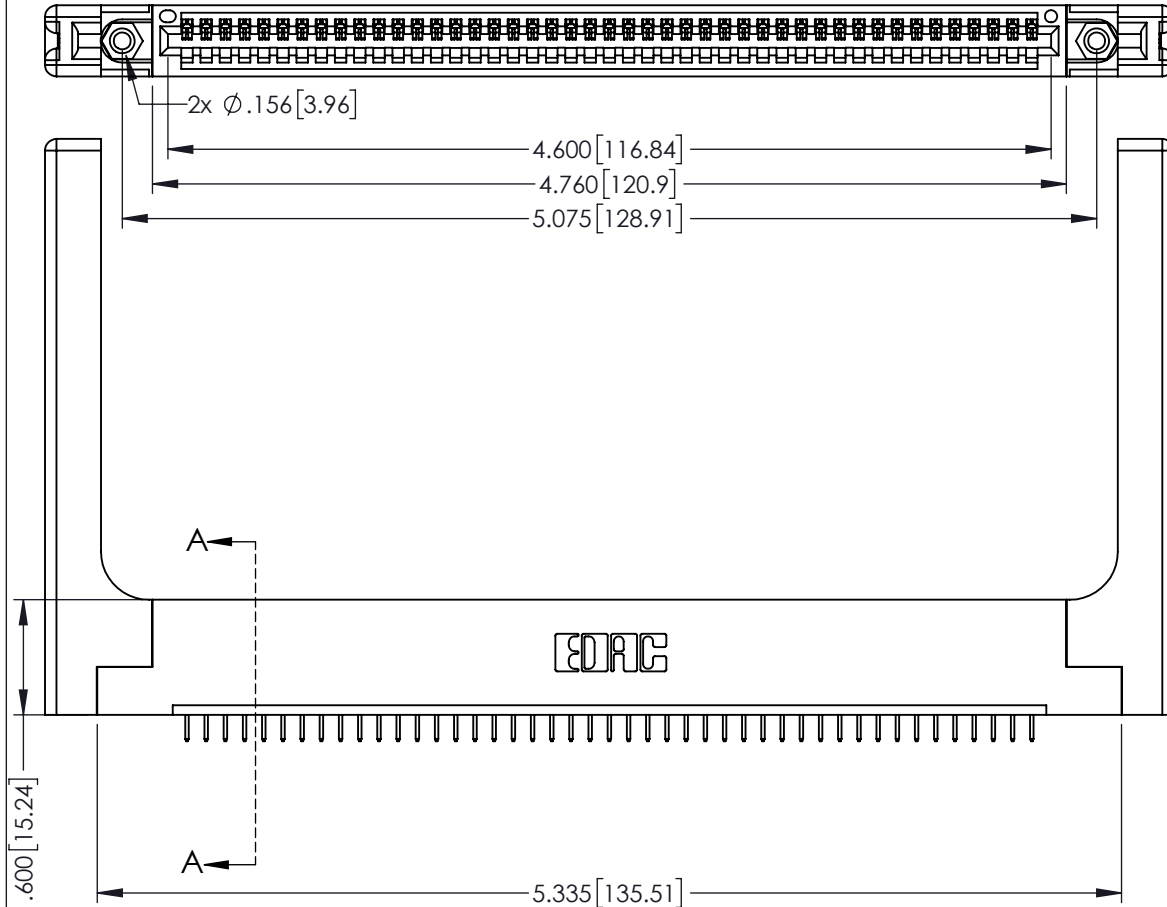 2x ∅.156[3.96]
4.600[116.84]
4.760[120.9]
5.075[128.91]
A
EDAC
.600[15.24]
A
5.335[135.51]